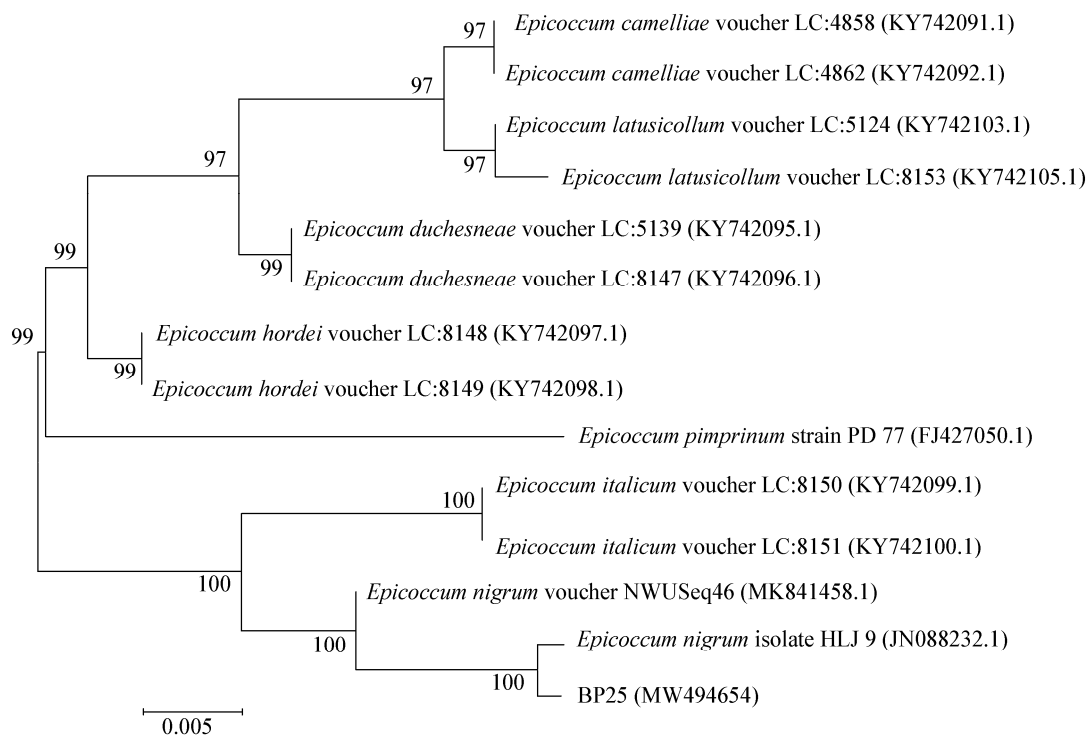 97
Epicoccum camelliae voucher LC:4858 (KY742091.1)
Epicoccum camelliae voucher LC:4862 (KY742092.1)
97
Epicoccum latusicollum voucher LC:5124 (KY742103.1)
97
97
Epicoccum latusicollum voucher LC:8153 (KY742105.1)
Epicoccum duchesneae voucher LC:5139 (KY742095.1)
99
99
Epicoccum duchesneae voucher LC:8147 (KY742096.1)
99
Epicoccum hordei voucher LC:8148 (KY742097.1)
99
Epicoccum hordei voucher LC:8149 (KY742098.1)
Epicoccum pimprinum strain PD 77 (FJ427050.1)
Epicoccum italicum voucher LC:8150 (KY742099.1)
100
Epicoccum italicum voucher LC:8151 (KY742100.1)
100
Epicoccum nigrum voucher NWUSeq46 (MK841458.1)
100
Epicoccum nigrum isolate HLJ 9 (JN088232.1)
100
BP25 (MW494654)
0.005